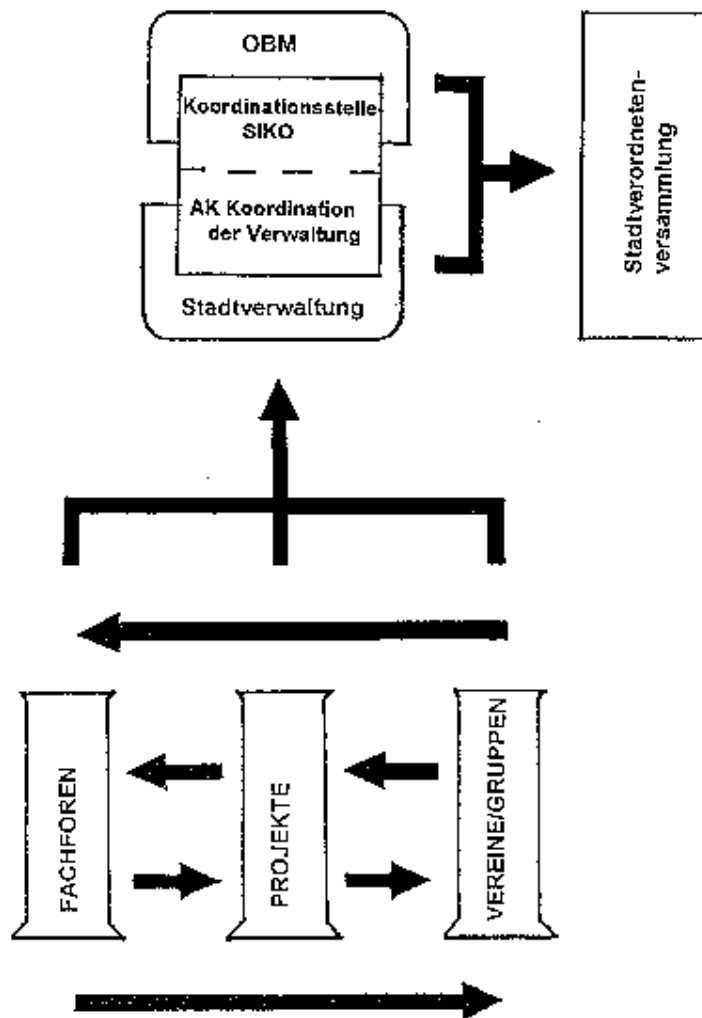 OBM
Koordinationsstelle
SIKO
AK Koordination
der Verwaltung
Stadtverwaltung
Stadtverordneten-
versammlung
FACHFOREN
PROJEKTE
VEREINE/GRUPPEN